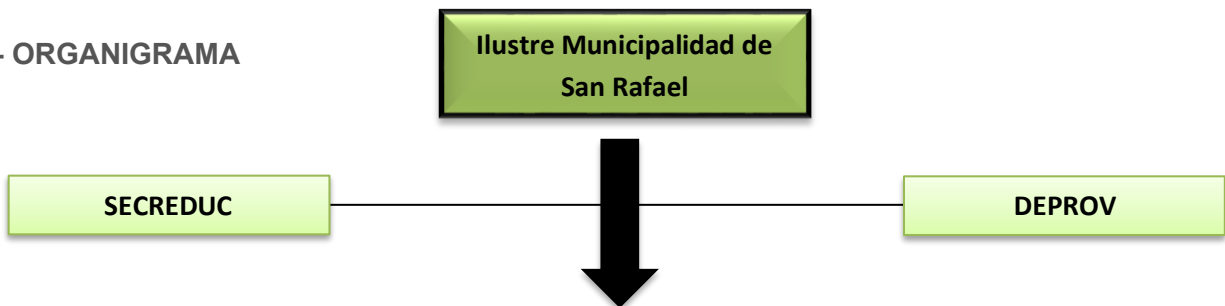 - ORGANIGRAMA
Ilustre Municipalidad de
San Rafael
SECREDUC
DEPROV